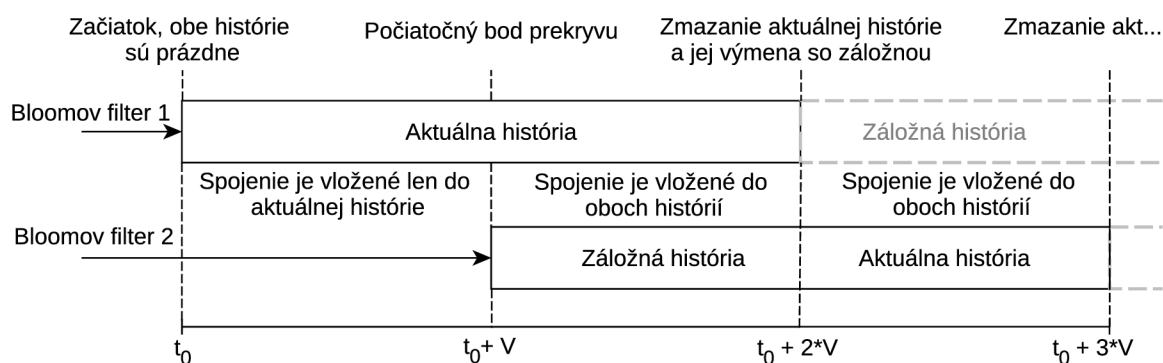 Začiatok, obe histórie
sú prázdne
Počiatočný bod prekryvu
Zmazanie aktuálnej histórie
a jej výmena so záložnou
Zmazanie akt...
Bloomov filter 1
Aktuálna história
Záložná história
Spojenie je vložené len do
aktuálnej histórie
Spojenie je vložené do
oboch histórií
Spojenie je vložené do
oboch histórií
Bloomov filter 2
Záložná história
Aktuálna história
t0
t0+ V
t0 + 2*V
t0 + 3*V